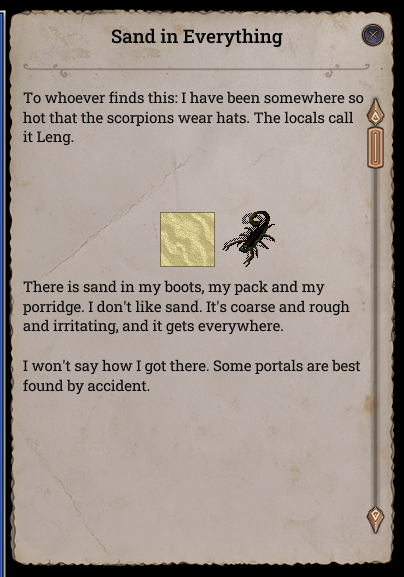 Sand in Everything
To whoever finds this: I have been somewhere so
hot that the scorpions wear hats. The locals call
it Leng.
There is sand in my boots, my pack and my
porridge. I don't like sand. It's coarse and rough
and irritating, and it gets everywhere.
I won't say how I got there. Some portals are best
found by accident.